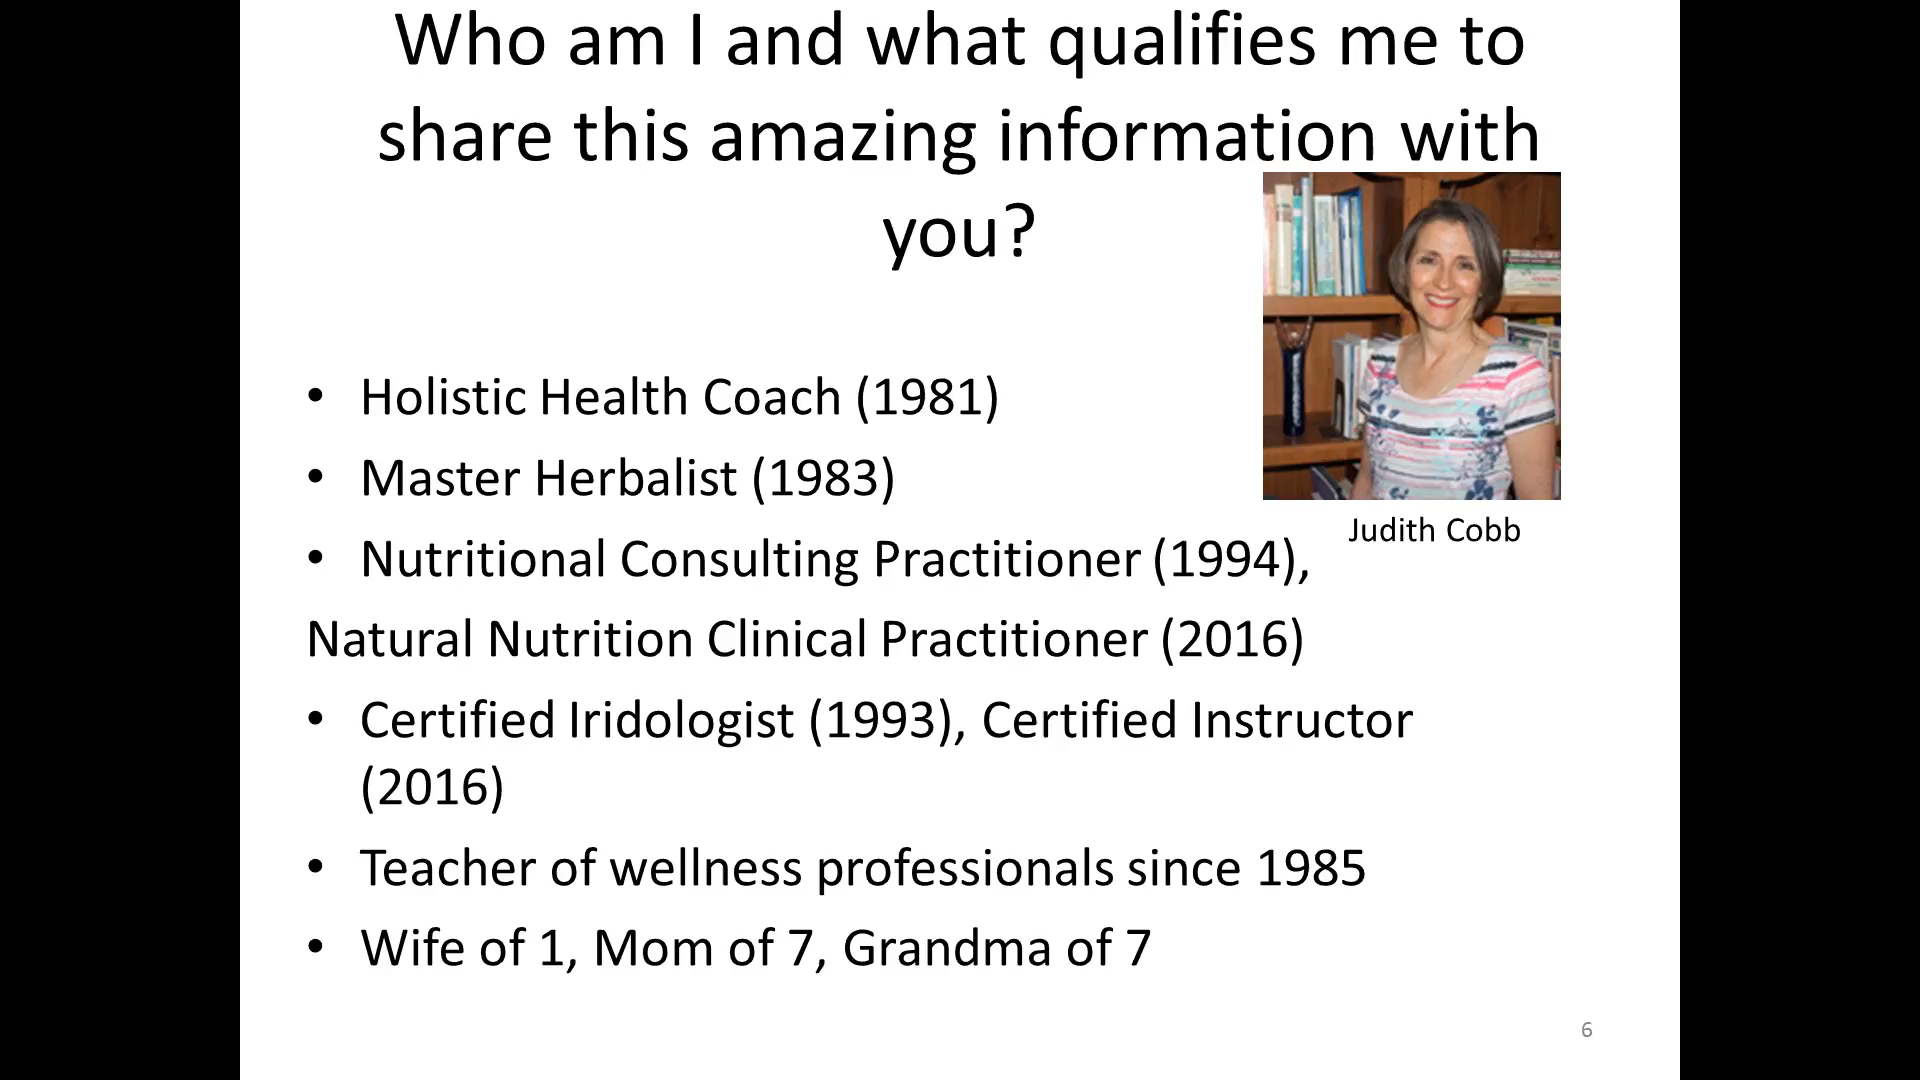 Who am I and what qualifies me to
share this amazing information with
you?
• Holistic Health Coach (1981)
• Master Herbalist (1983)
Judith Cobb
• Nutritional Consulting Practitioner (1994),
Natural Nutrition Clinical Practitioner (2016)
• Certified Iridologist (1993), Certified Instructor
(2016)
• Teacher of wellness professionals since 1985
• Wife of 1, Mom of 7, Grandma of 7
6